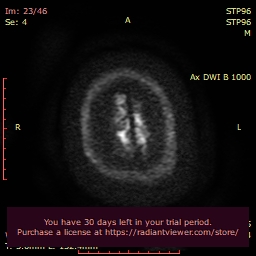 Im: 23/46
Se: 4
A
STP96
STP96
M
Ax DWI B 1000
R
L
You have 30 days left in your trial period.
Purchase a license at https://radiantviewer.com/store/